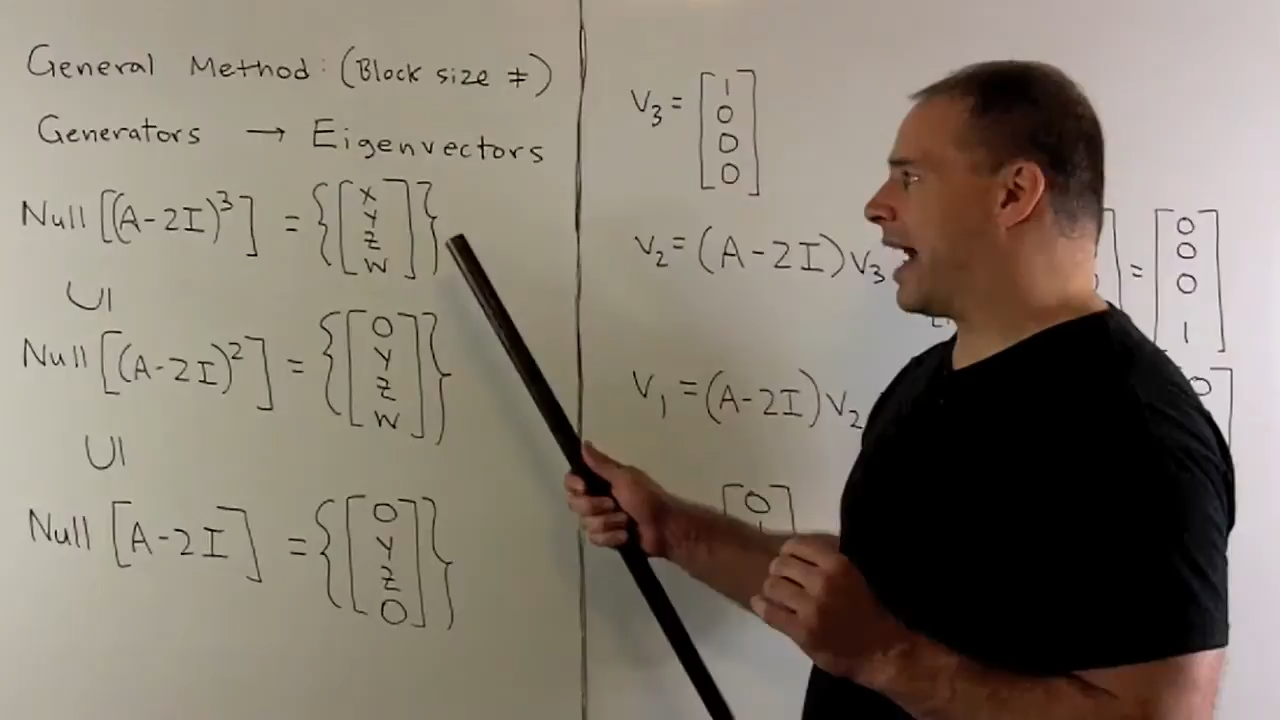 General Method: (Block size ≠)
Generators → Eigenvectors
Null [(A-2I)³] = {[X Y Z W]}
UI
Null [(A-2I)²] = {[0 Y Z W]}
UI
Null [A-2I] = {[0 Y Z 0]}
V₃ = [1 0 0 0]
V₂ = (A-2I)V₃
= [0 0 0 1]
V₁ = (A-2I)V₂
[0
0]